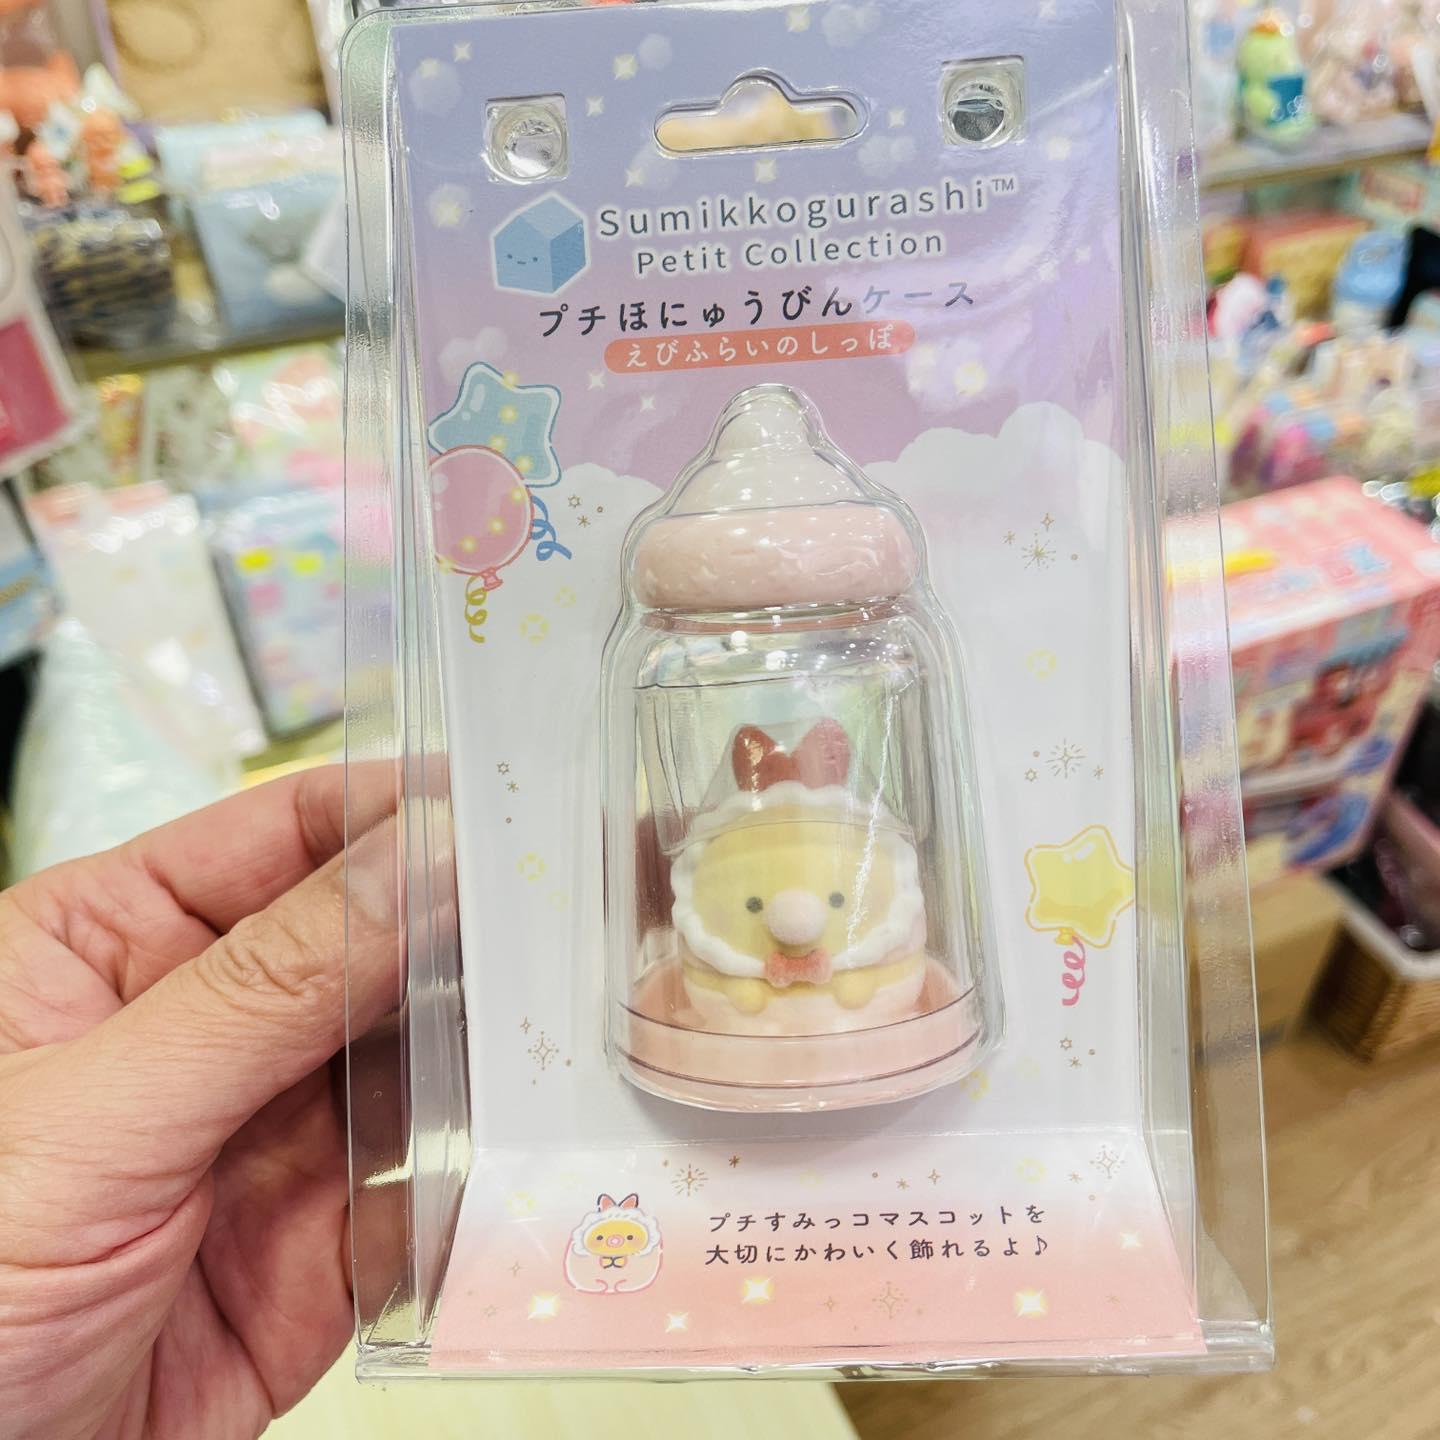 Sumikkogurashi™
Petit Collection
プチほにゅうびんケース
えびふらいのしっぽ
プチすみっコマスコットを
大切にかわいく飾れるよ♪